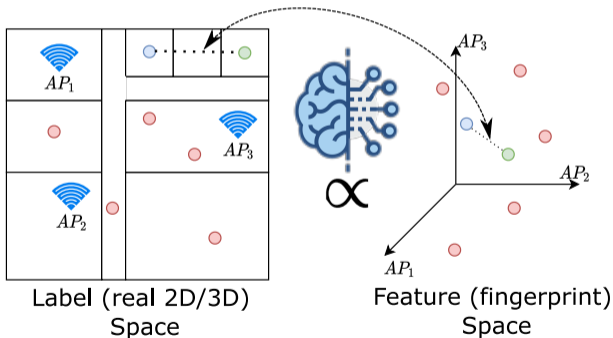 AP1
AP3
AP2
∝
AP3
AP2
AP1
Label (real 2D/3D)
Space
Feature (fingerprint)
Space